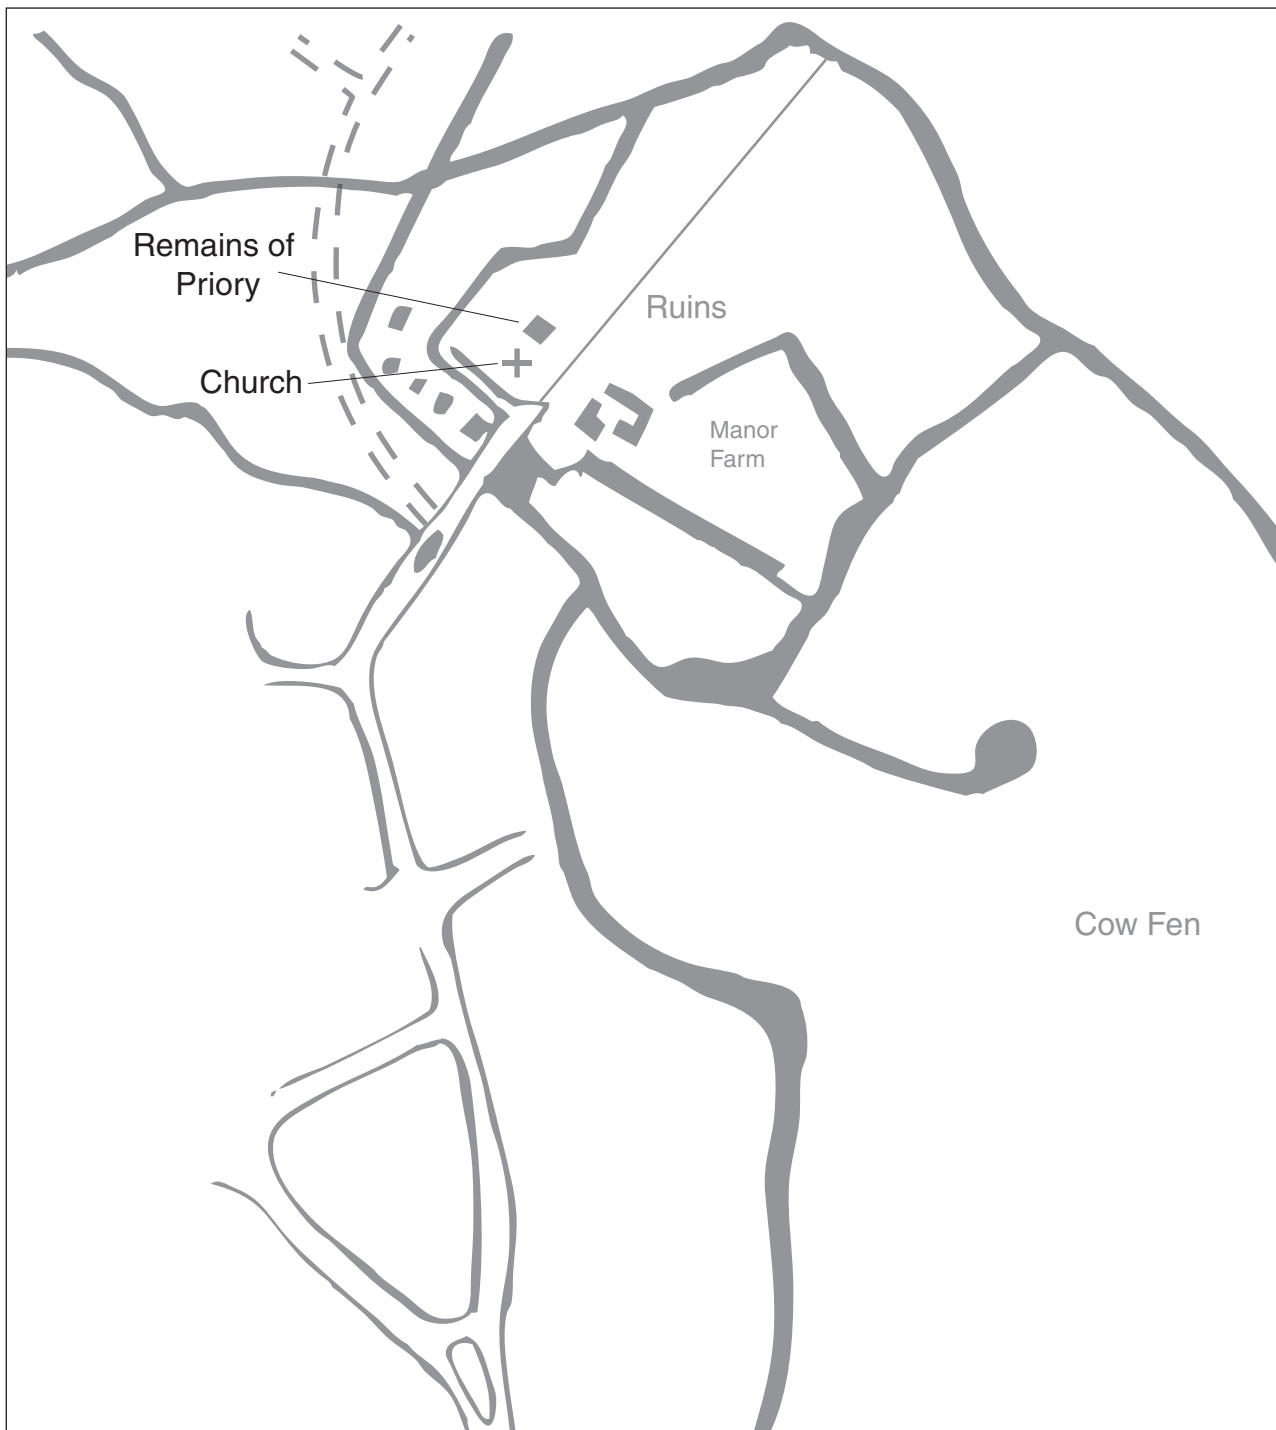 Remains of
Priory
Ruins
Church
Manor
Farm
Cow Fen